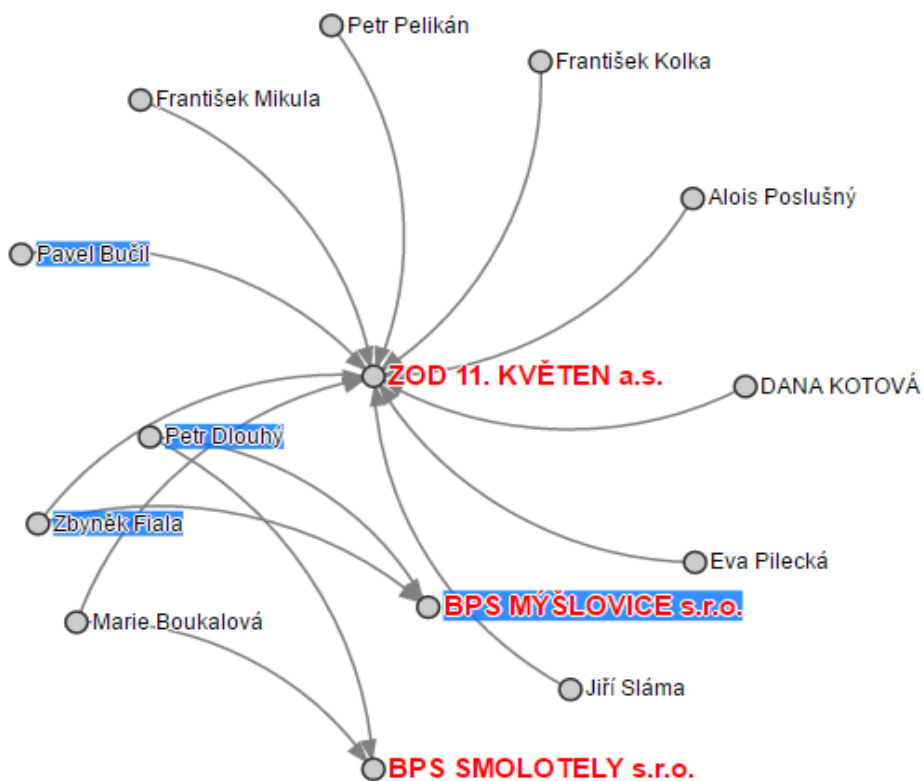 Petr Pelikán
František Kolka
František Mikula
Alois Poslušný
Pavel Bučil
ZOD 11. KVĚTEN a.s.
DANA KOTOVÁ
Petr Dlouhý
Zbyněk Fiala
Eva Pilecká
BPS MÝŠLOVICE s.r.o.
Marie Boukalová
Jiří Sláma
BPS SMOLOTELY s.r.o.